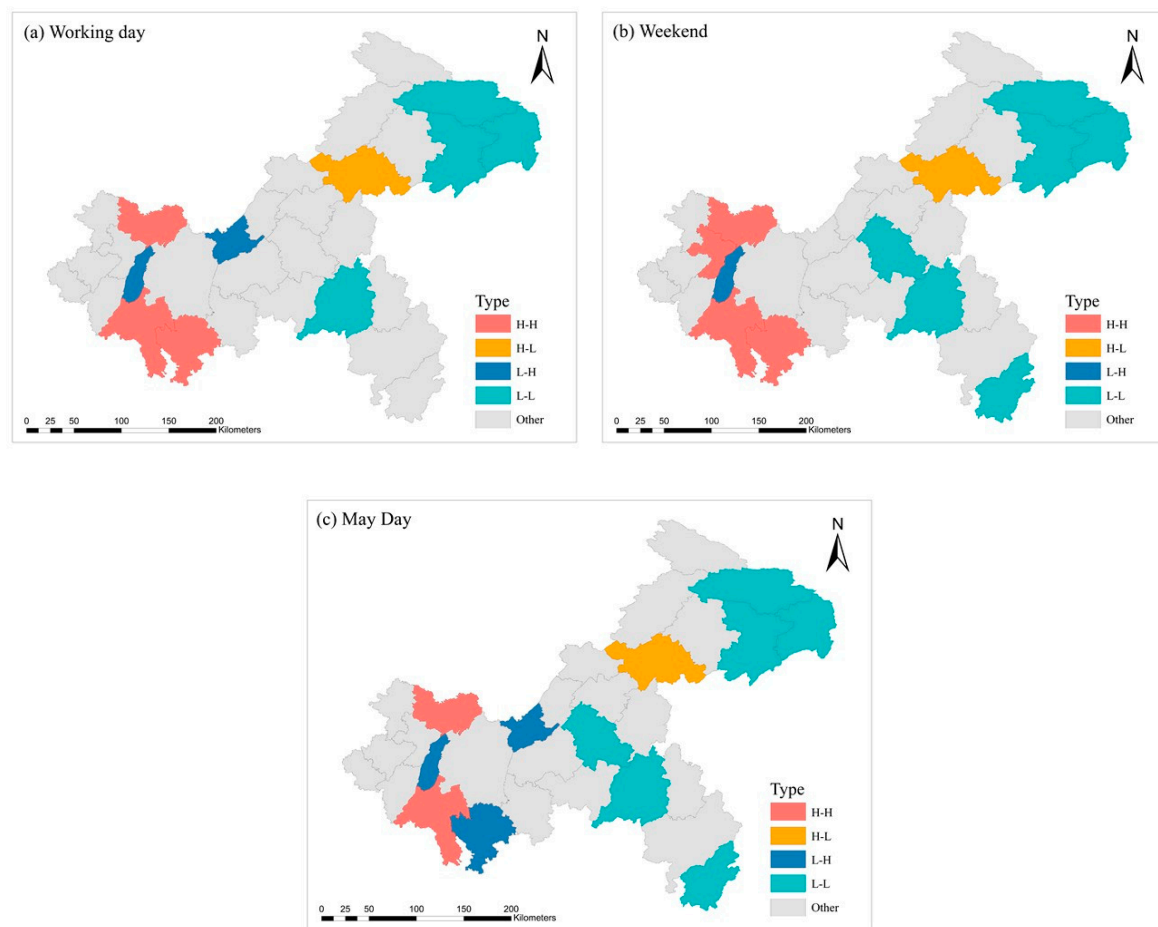 (a) Working day
N
Type
H-H
H-L
L-H
L-L
Other
0 25 50 100 150 200
Kilometers
(b) Weekend
N
Type
H-H
H-L
L-H
L-L
Other
0 25 50 100 150 200
Kilometers
(c) May Day
N
Type
H-H
H-L
L-H
L-L
Other
0 25 50 100 150 200
Kilometers